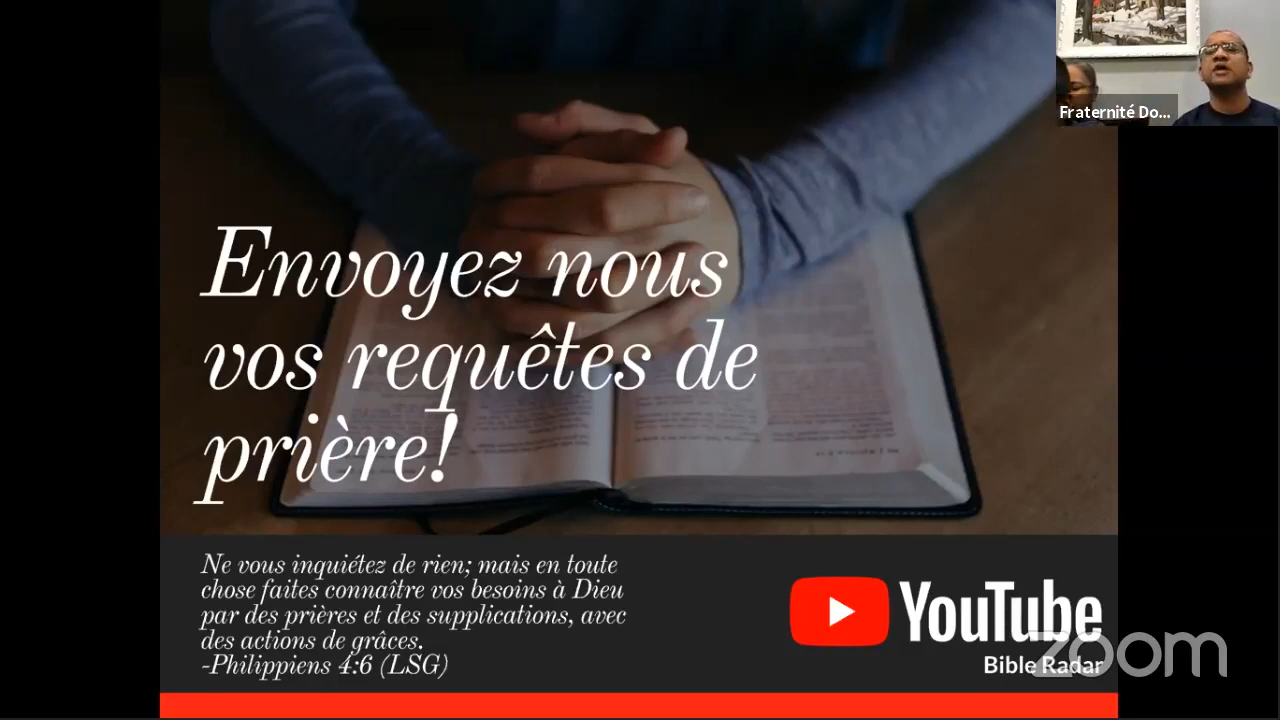 Fraternité Do...
Envoyez nous
vos requêtes de
prière!
Ne vous inquiétez de rien; mais en toute
chose faites connaître vos besoins à Dieu
par des prières et des supplications, avec
des actions de grâces.
-Philippiens 4:6 (LSG)
YouTube
Bible Radar
zoom